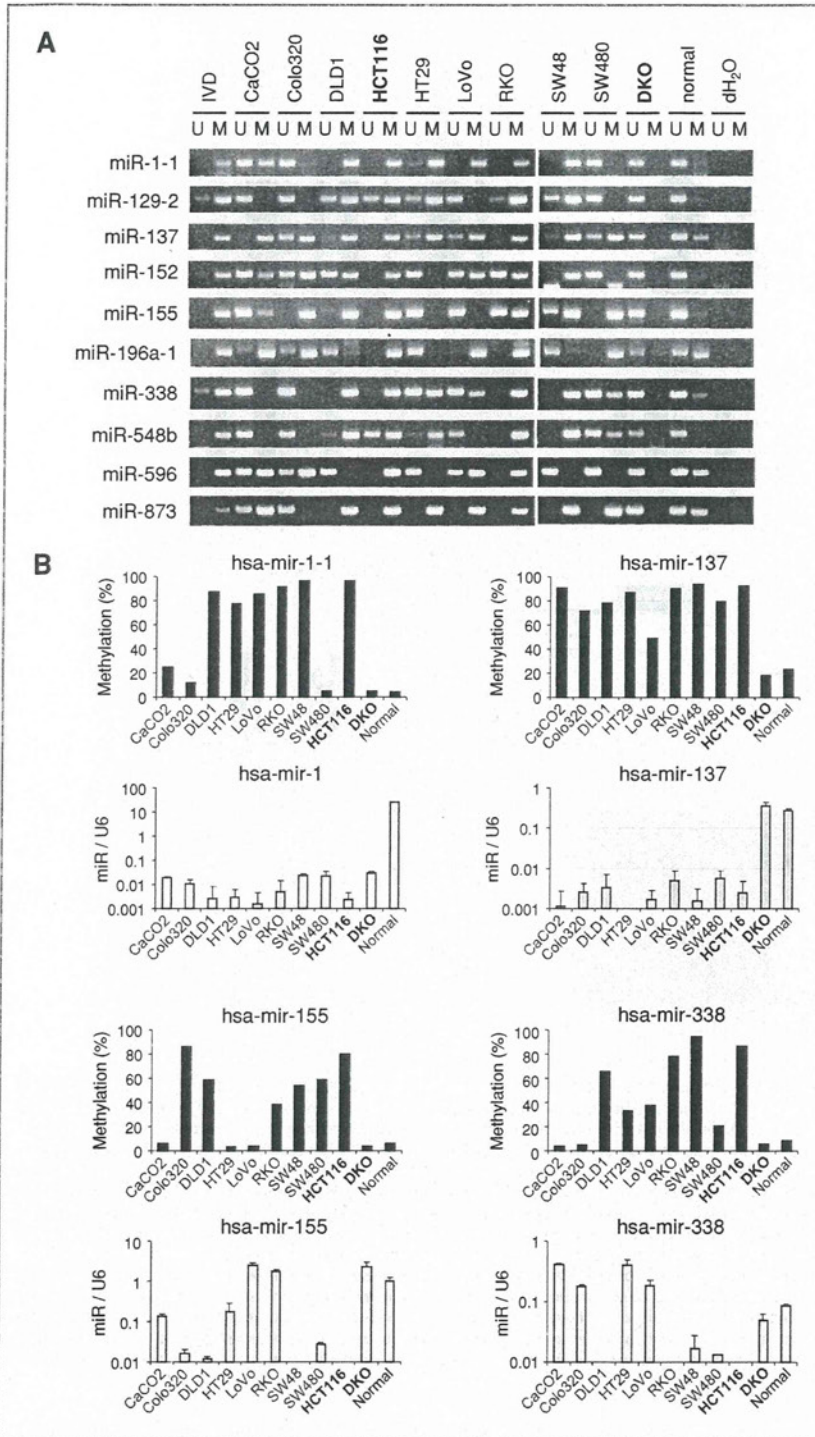 A
IVD CaCO2 Colo320 DLD1 HCT116 HT29 LoVo RKO SW48 SW480 DKO normal dH2O
U M U M U M U M U M U M U M U M U M U M U M U M U M
miR-1-1
miR-129-2
miR-137
miR-152
miR-155
miR-196a-1
miR-338
miR-548b
miR-596
miR-873
B
hsa-mir-1-1
Methylation (%)
100
80
60
40
20
0
CaCO2 Colo320 DLD1 HT29 LoVo RKO SW48 SW480 HCT116 DKO Normal
hsa-mir-137
Methylation (%)
100
80
60
40
20
0
CaCO2 Colo320 DLD1 HT29 LoVo RKO SW48 SW480 HCT116 DKO Normal
hsa-mir-1
miR / U6
100
10
1
0.1
0.01
0.001
CaCO2 Colo320 DLD1 HT29 LoVo RKO SW48 SW480 HCT116 DKO Normal
hsa-mir-137
miR / U6
1
0.1
0.01
0.001
CaCO2 Colo320 DLD1 HT29 LoVo RKO SW48 SW480 HCT116 DKO Normal
hsa-mir-155
Methylation (%)
100
80
60
40
20
0
CaCO2 Colo320 DLD1 HT29 LoVo RKO SW48 SW480 HCT116 DKO Normal
hsa-mir-338
Methylation (%)
100
80
60
40
20
0
CaCO2 Colo320 DLD1 HT29 LoVo RKO SW48 SW480 HCT116 DKO Normal
hsa-mir-155
miR / U6
10
1
0.1
0.01
CaCO2 Colo320 DLD1 HT29 LoVo RKO SW48 SW480 HCT116 DKO Normal
hsa-mir-338
miR / U6
1
0.1
0.01
CaCO2 Colo320 DLD1 HT29 LoVo RKO SW48 SW480 HCT116 DKO Normal